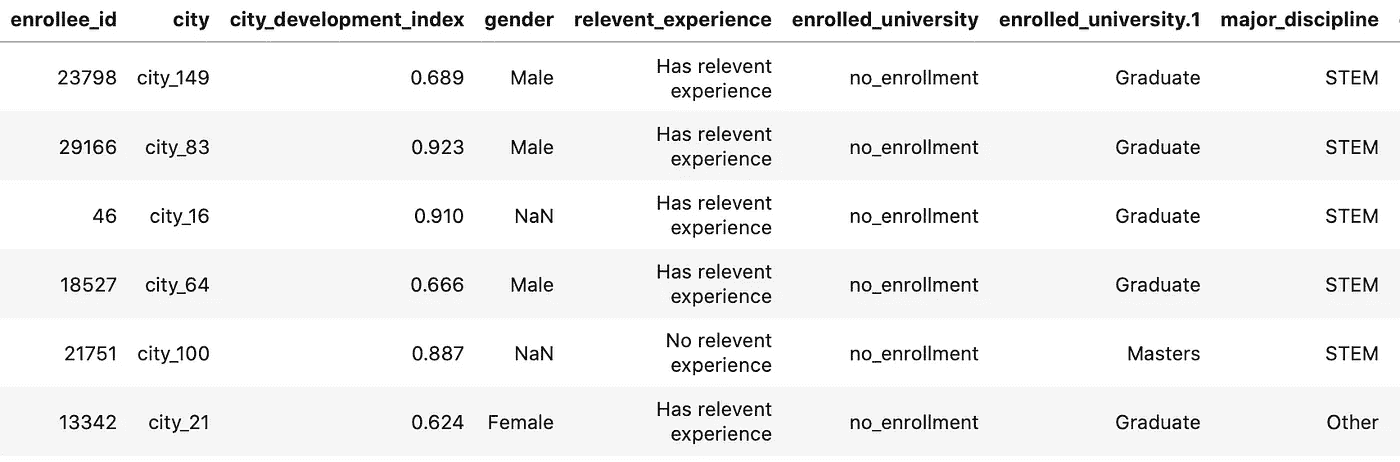 enrollee_id city city_development_index gender relevent_experience enrolled_university enrolled_university.1 major_discipline
23798 city_149 0.689 Male Has relevent experience no_enrollment Graduate STEM
29166 city_83 0.923 Male Has relevent experience no_enrollment Graduate STEM
46 city_16 0.910 NaN Has relevent experience no_enrollment Graduate STEM
18527 city_64 0.666 Male Has relevent experience no_enrollment Graduate STEM
21751 city_100 0.887 NaN No relevent experience no_enrollment Masters STEM
13342 city_21 0.624 Female Has relevent experience no_enrollment Graduate Other